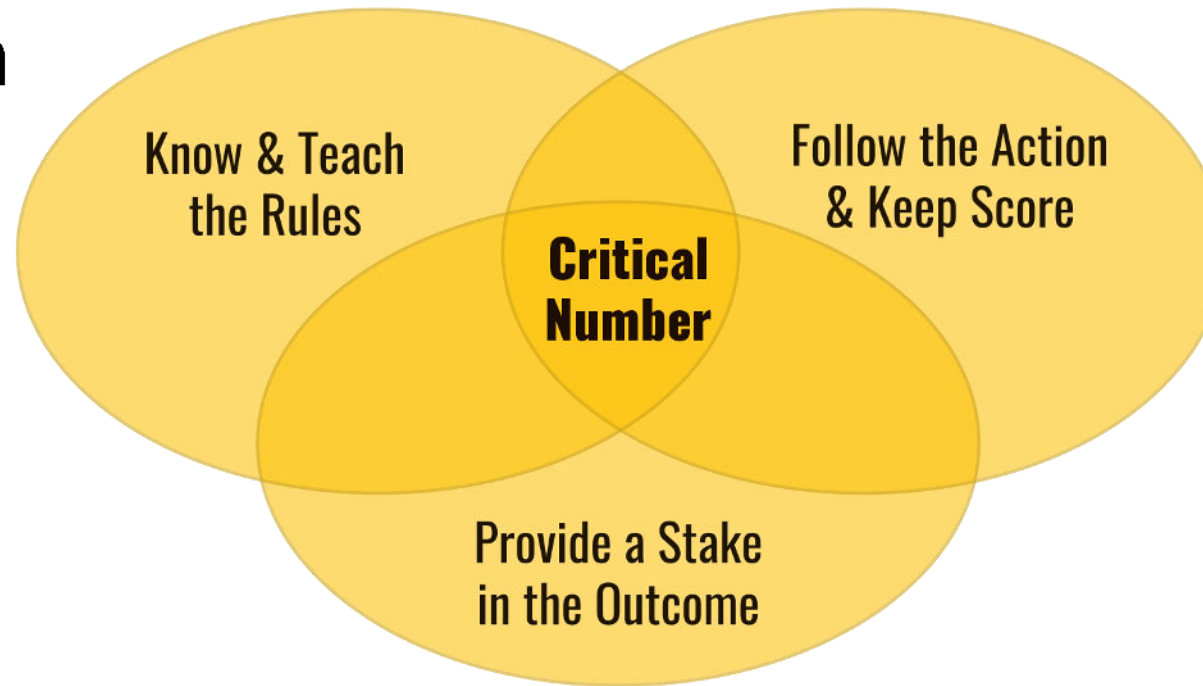 Know & Teach
the Rules
Follow the Action
& Keep Score
Critical
Number
Provide a Stake
in the Outcome